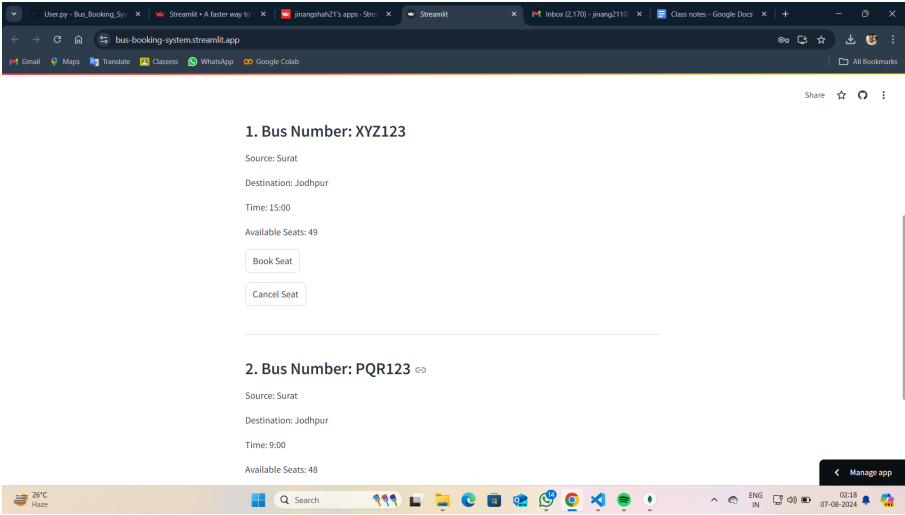 User.py - Bus_Booking_Sys
Streamlit • A faster way to
jinangshah21's apps · Stre
Streamlit
M Inbox (2,170) - jinang2110
Class notes - Google Docs
bus-booking-system.streamlit.app
Gmail
Maps
Translate
Classess
WhatsApp
Google Colab
All Bookmarks
Share
1. Bus Number: XYZ123
Source: Surat
Destination: Jodhpur
Time: 15:00
Available Seats: 49
Book Seat
Cancel Seat
2. Bus Number: PQR123
Source: Surat
Destination: Jodhpur
Time: 9:00
Available Seats: 48
Manage app
26°C
Haze
Search
14
ENG
IN
02:18
07-08-2024